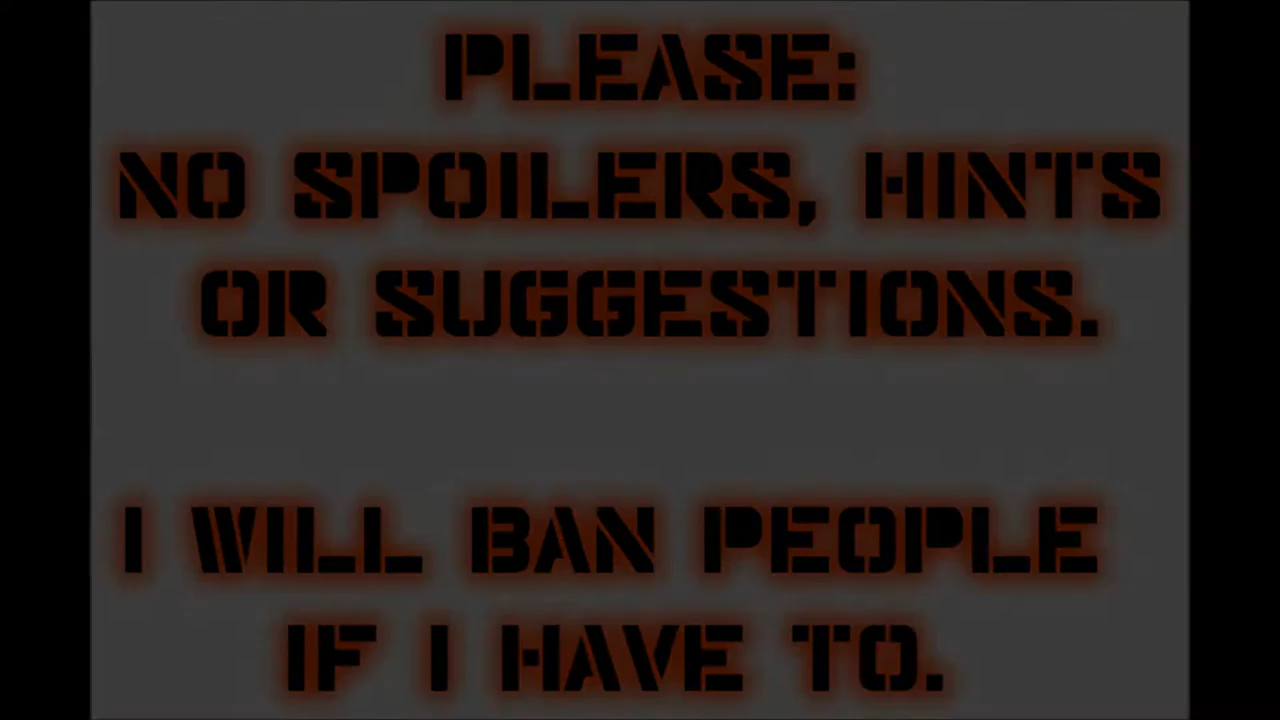 PLEASE:
NO SPOILERS, HINTS
OR SUGGESTIONS.
I WILL BAN PEOPLE
IF I HAVE TO.